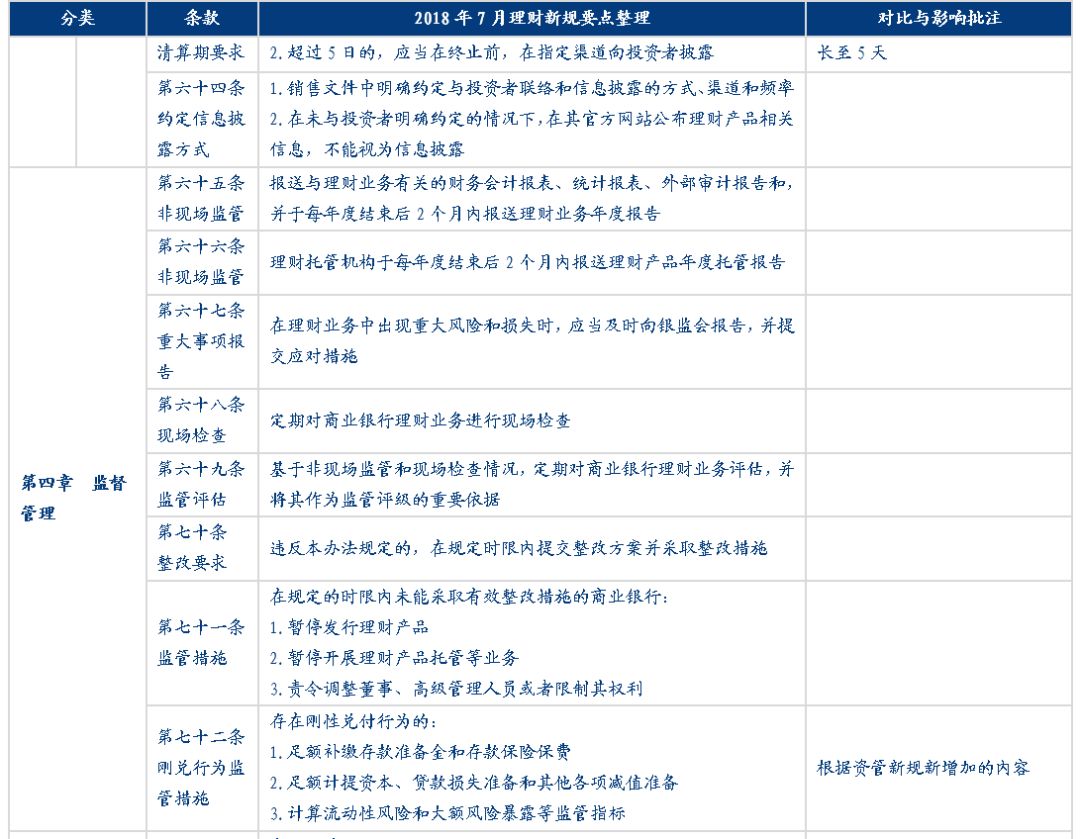 分类 条款 2018 年 7 月理财新规要点整理 对比与影响批注
清算期要求 2. 超过 5 日的，应当在终止前，在指定渠道向投资者披露 长至 5 天
第六十四条
约定信息披
露方式
1. 销售文件中明确约定与投资者联络和信息披露的方式、渠道和频率
2. 在未与投资者明确约定的情况下，在其官方网站公布理财产品相关
信息，不能视为信息披露
第四章 监督
管理
第六十五条
非现场监管
报送与理财业务有关的财务会计报表、统计报表、外部审计报告和，
并于每年度结束后 2 个月内报送理财业务年度报告
第六十六条
非现场监管
理财托管机构于每年度结束后 2 个月内报送理财产品年度托管报告
第六十七条
重大事项报
告
在理财业务中出现重大风险和损失时，应当及时向银监会报告，并提
交应对措施
第六十八条
现场检查
定期对商业银行理财业务进行现场检查
第六十九条
监管评估
基于非现场监管和现场检查情况，定期对商业银行理财业务评估，并
将其作为监管评级的重要依据
第七十条
整改要求
违反本办法规定的，在规定时限内提交整改方案并采取整改措施
第七十一条
监管措施
在规定的时限内未能采取有效整改措施的商业银行：
1. 暂停发行理财产品
2. 暂停开展理财产品托管等业务
3. 责令调整董事、高级管理人员或者限制其权利
第七十二条
刚兑行为监
管措施
存在刚性兑付行为的：
1. 足额补缴存款准备金和存款保险保费
2. 足额计提资本、贷款损失准备和其他各项减值准备
3. 计算流动性风险和大额风险暴露等监管指标
根据资管新规新增加的内容